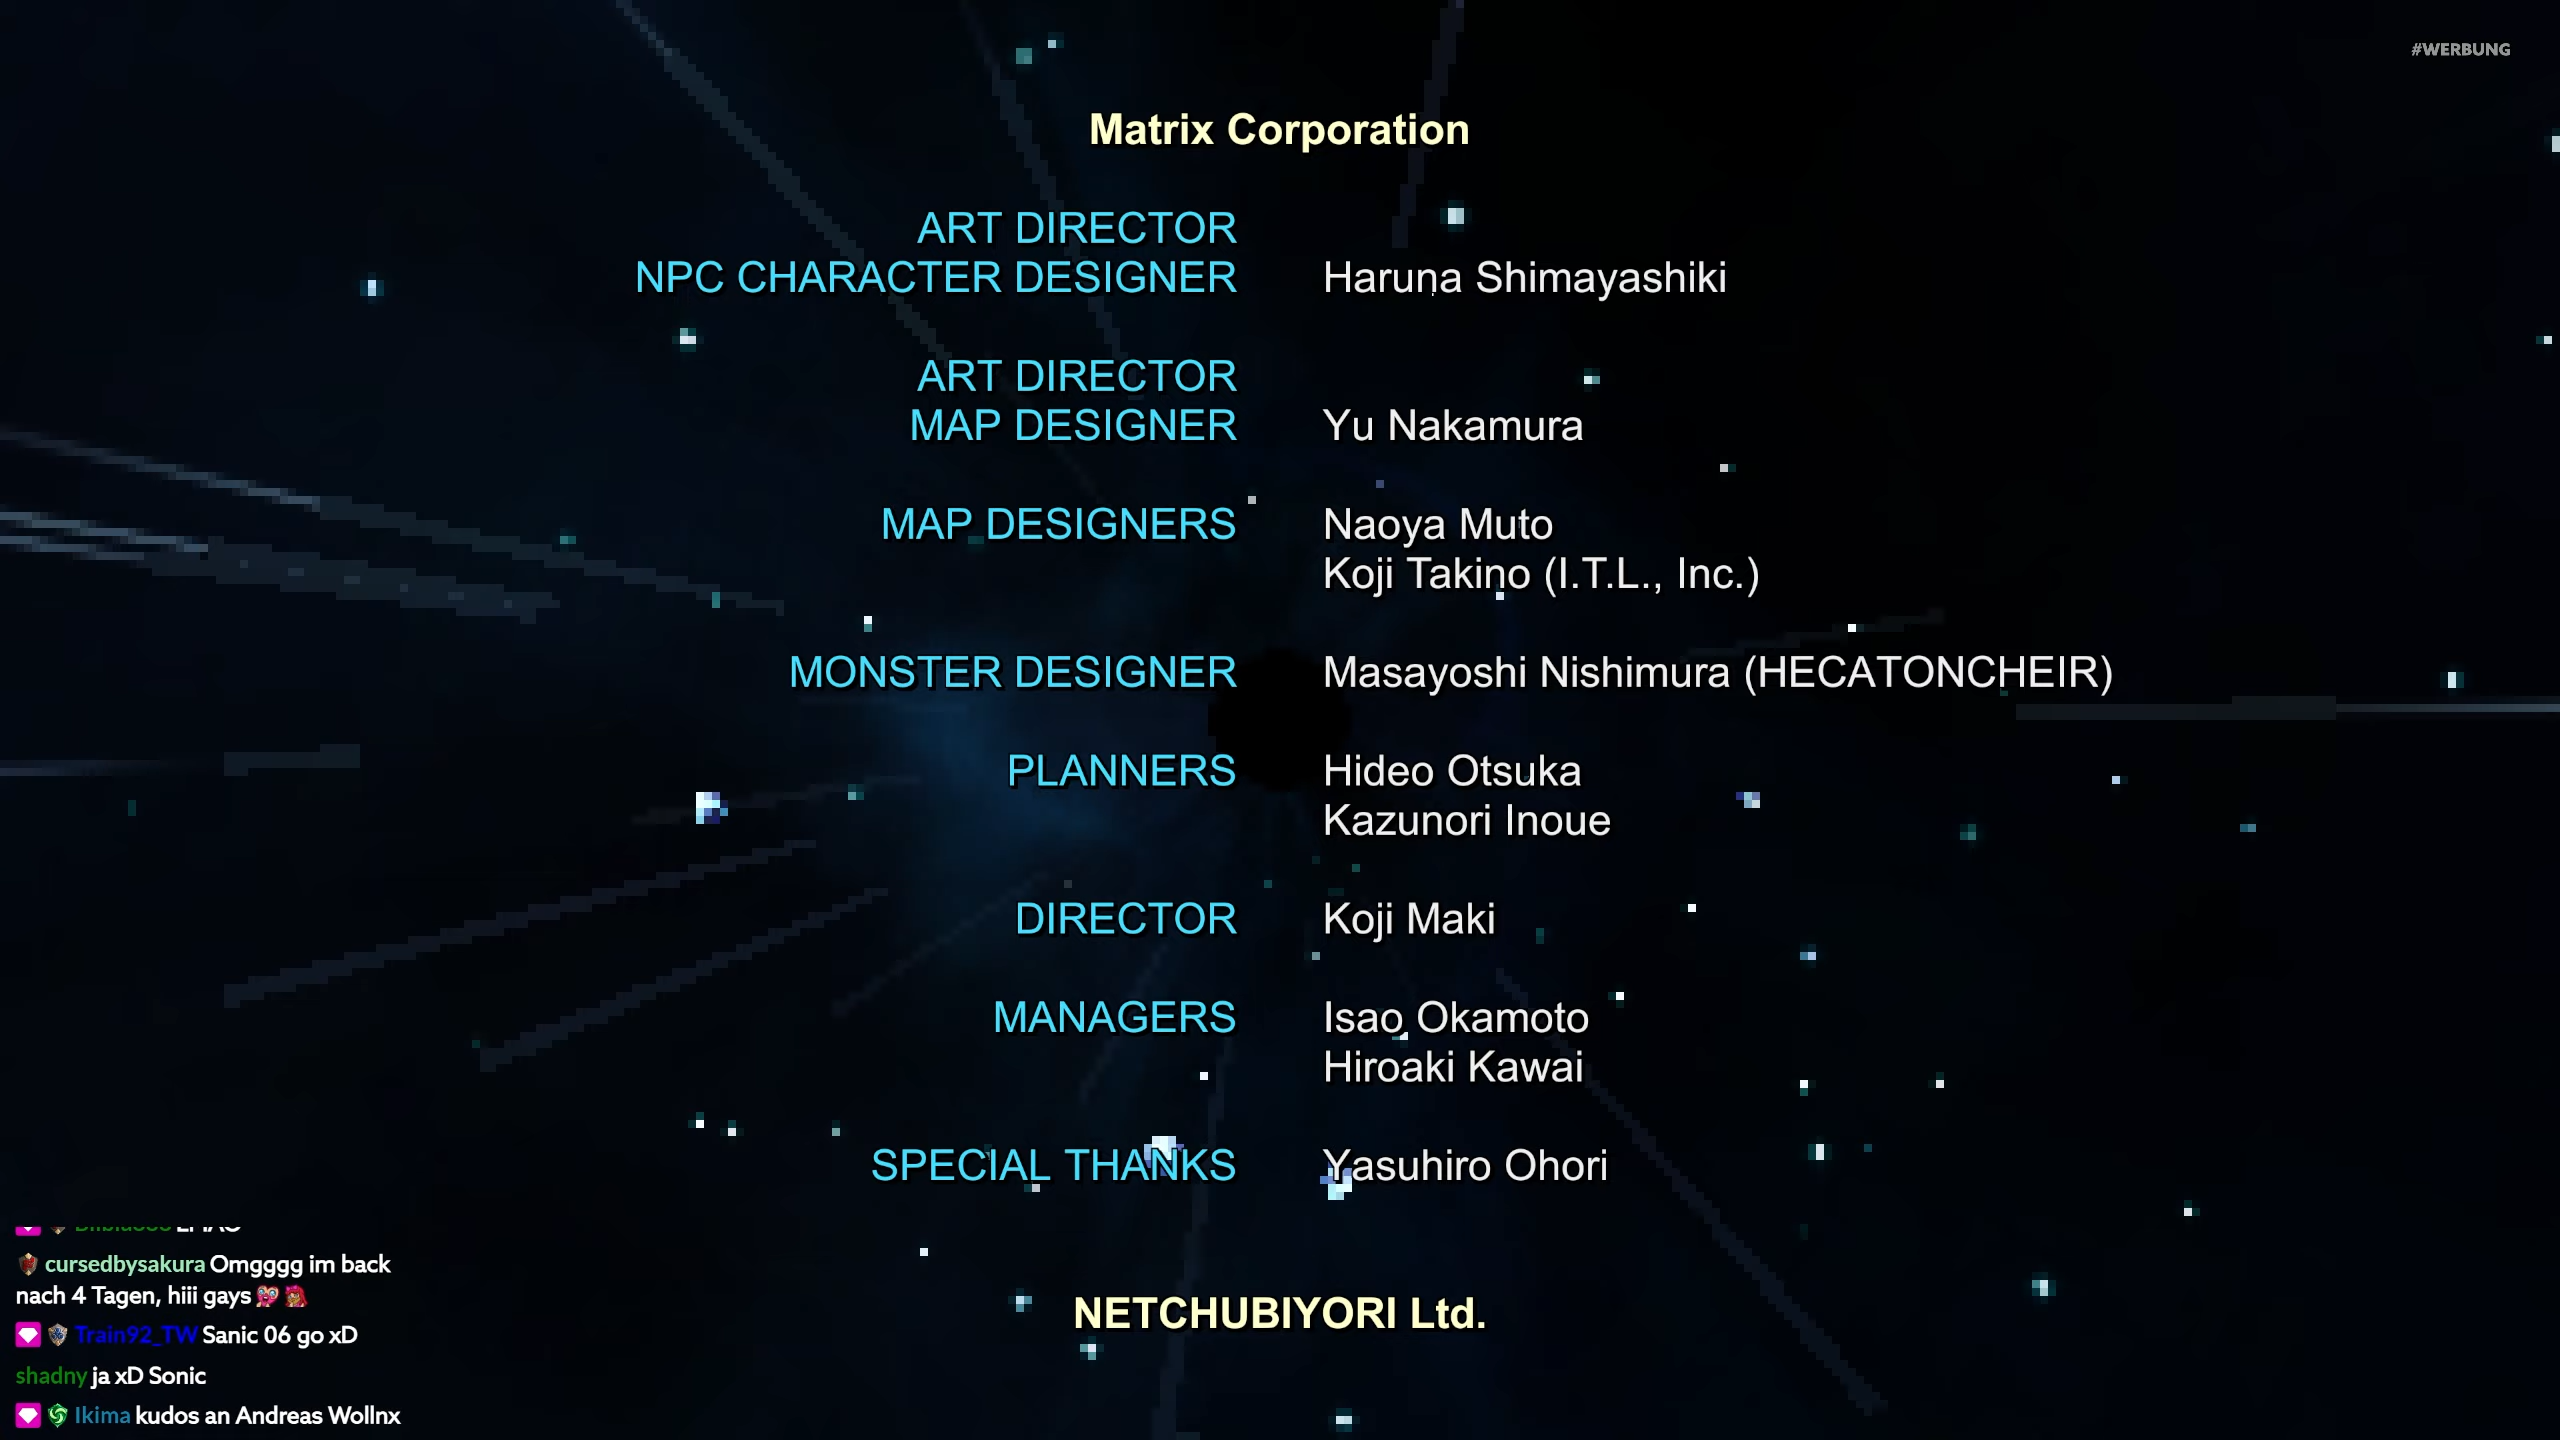 #WERBUNG
Matrix Corporation
ART DIRECTOR
NPC CHARACTER DESIGNER Haruna Shimayashiki
ART DIRECTOR
MAP DESIGNER Yu Nakamura
MAP DESIGNERS Naoya Muto
Koji Takino (I.T.L., Inc.)
MONSTER DESIGNER Masayoshi Nishimura (HECATONCHEIR)
PLANNERS Hideo Otsuka
Kazunori Inoue
DIRECTOR Koji Maki
MANAGERS Isao Okamoto
Hiroaki Kawai
SPECIAL THANKS Yasuhiro Ohori
NETCHUBIYORI Ltd.
LMAO
cursedbysakura Omgggg im back
nach 4 Tagen, hiii gays
Train92_TW Sanic 06 go xD
shadny ja xD Sonic
Ikima kudos an Andreas Wollnx